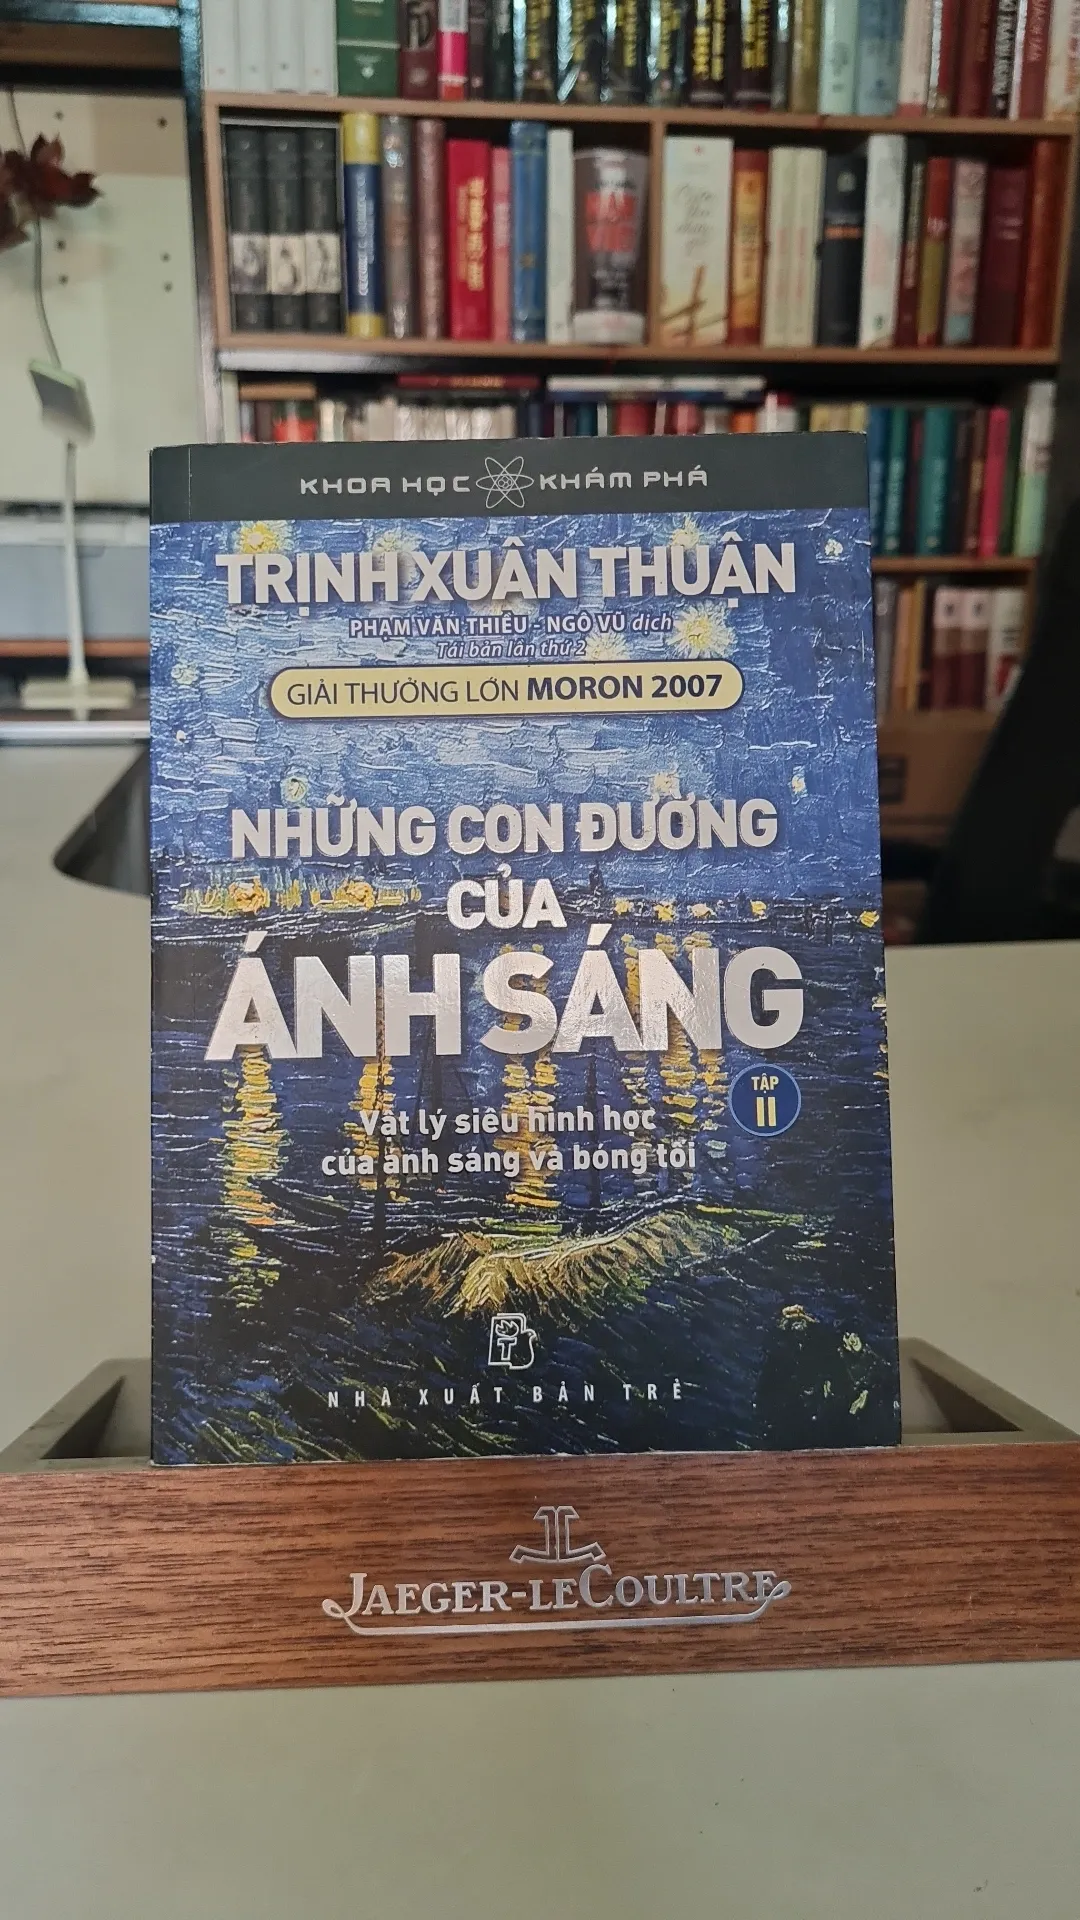 KHOA HỌC KHÁM PHÁ
TRỊNH XUÂN THUẬN
PHẠM VĂN THIỀU - NGÔ VŨ dịch
Tái bản lần thứ 2
GIẢI THƯỞNG LỚN MORON 2007
NHỮNG CON ĐƯỜNG
CỦA
ÁNH SÁNG
TẬP
II
Vật lý siêu hình học
của ánh sáng và bóng tối
T
NHÀ XUẤT BẢN TRẺ
JAEGER-LECOULTRE